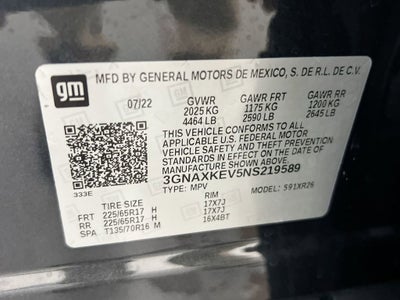 gm
MFD BY GENERAL MOTORS DE MEXICO, S. DE R.L. DE C.V.
07/22 GVWR GAWR FRT GAWR RR
2025 KG 1175 KG 1200 KG
4464 LB 2590 LB 2645 LB
THIS VEHICLE CONFORMS TO ALL
APPLICABLE U.S. FEDERAL MOTOR
VEHICLE SAFETY AND THEFT PREVENTION
STANDARDS IN EFFECT ON THE DATE OF
MANUFACTURE SHOWN ABOVE.
3GNAXKEV5NS219589
333E
TYPE: MPV MODEL: S91XR26
TIRE SIZE RIM
FRT 225/65R17 H 17X7J
RR 225/65R17 H 17X7J
SPA T135/70R16 M 16X4BT